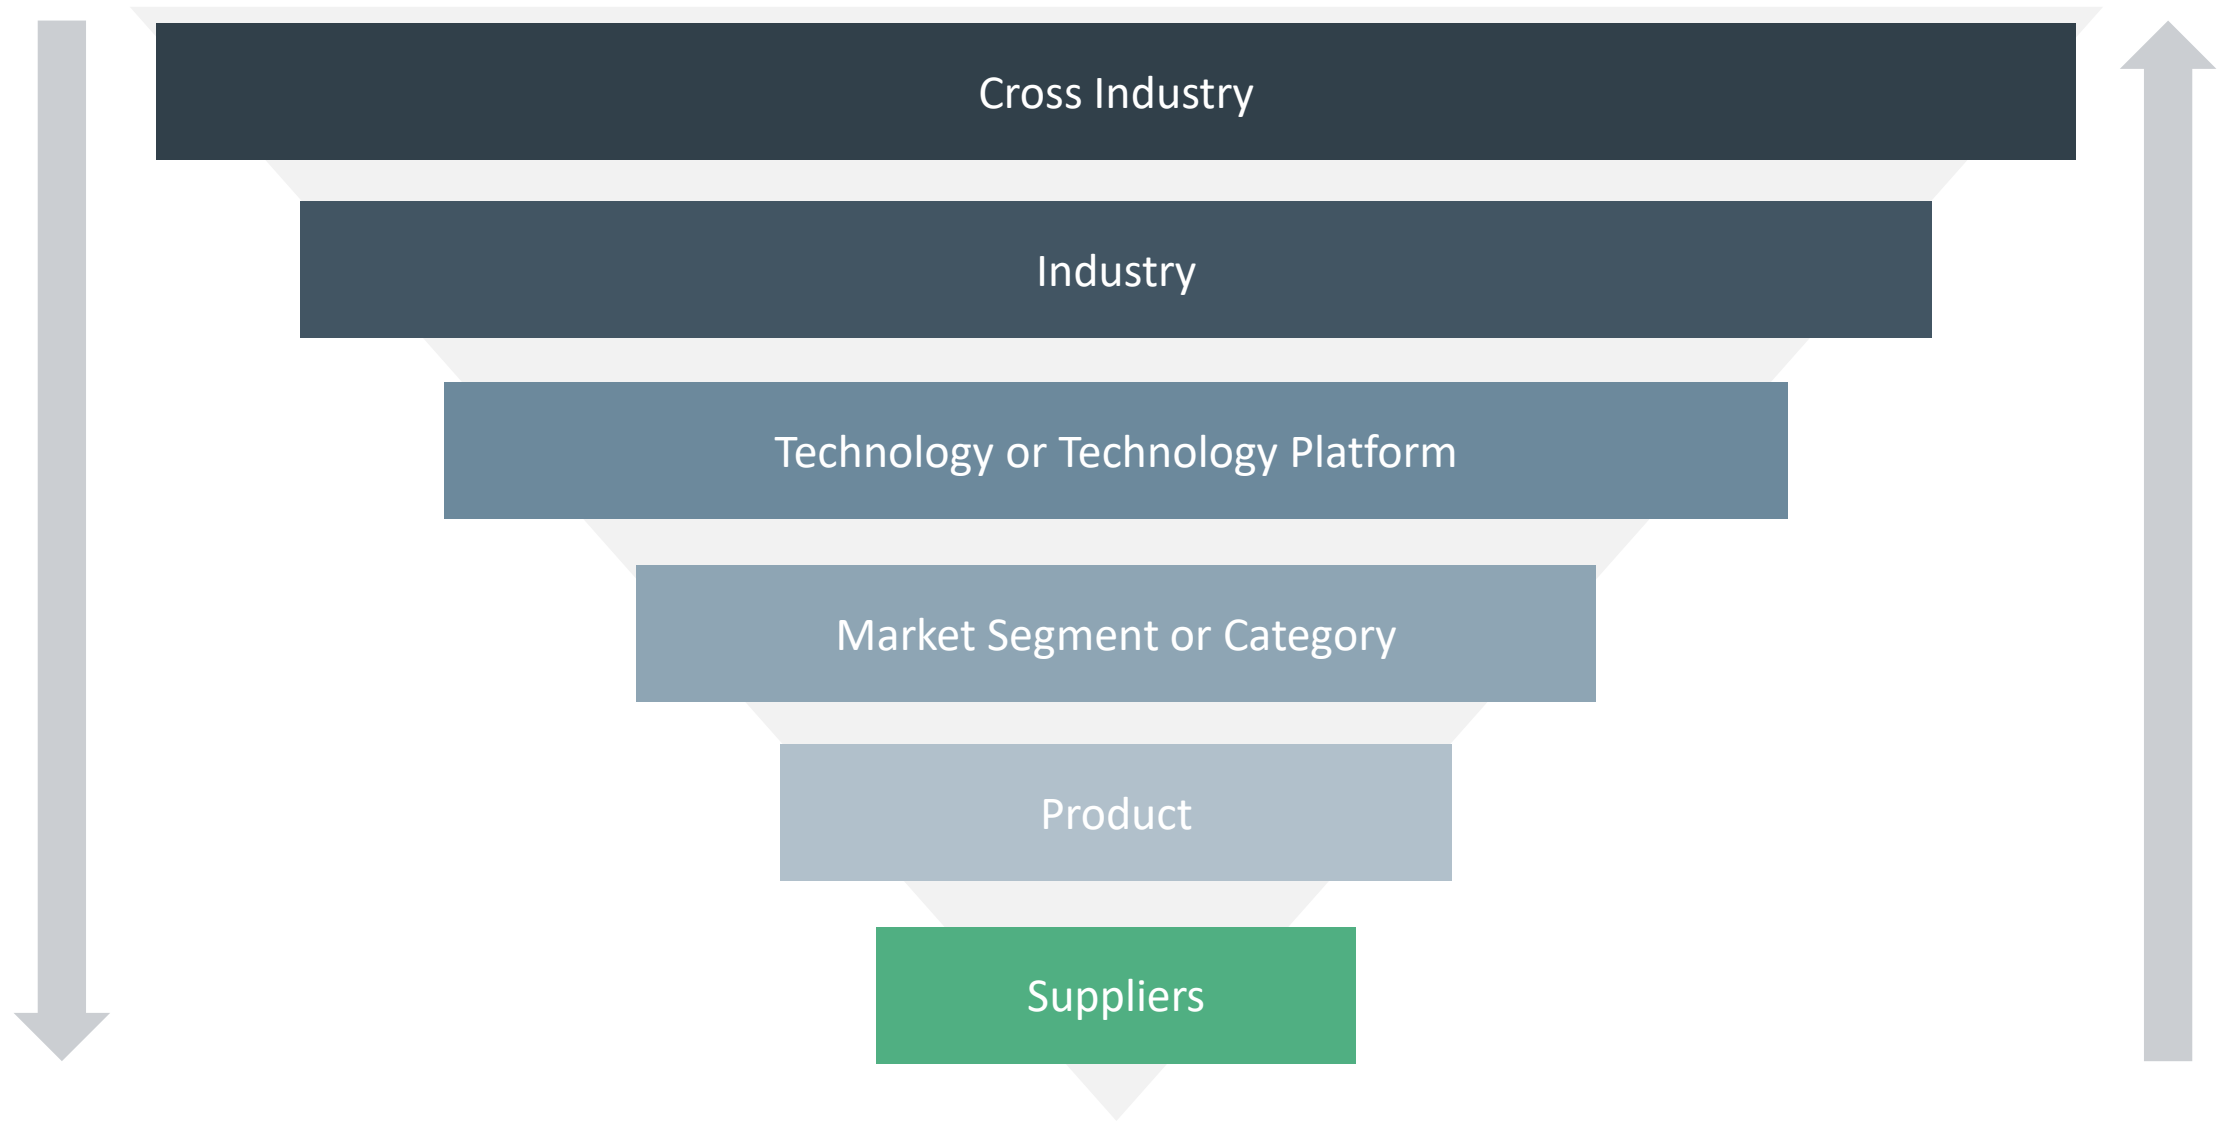 Cross Industry
Industry
Technology or Technology Platform
Market Segment or Category
Product
Suppliers